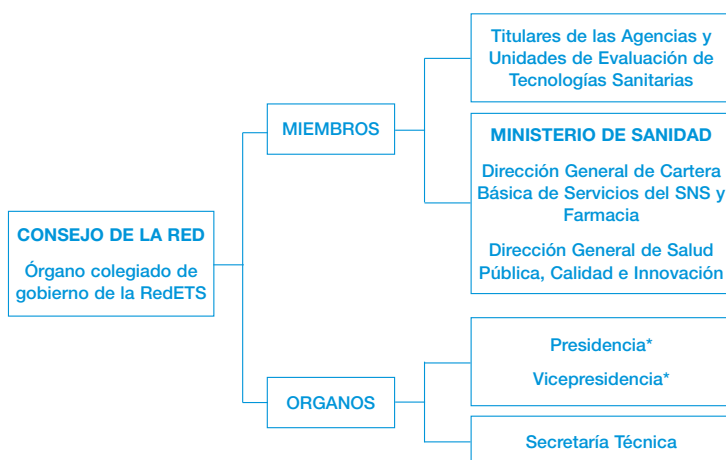 CONSEJO DE LA RED
Órgano colegiado de
gobierno de la RedETS
MIEMBROS
Titulares de las Agencias y
Unidades de Evaluación de
Tecnologías Sanitarias
MINISTERIO DE SANIDAD
Dirección General de Cartera
Básica de Servicios del SNS y
Farmacia
Dirección General de Salud
Pública, Calidad e Innovación
ORGANOS
Presidencia*
Vicepresidencia*
Secretaría Técnica